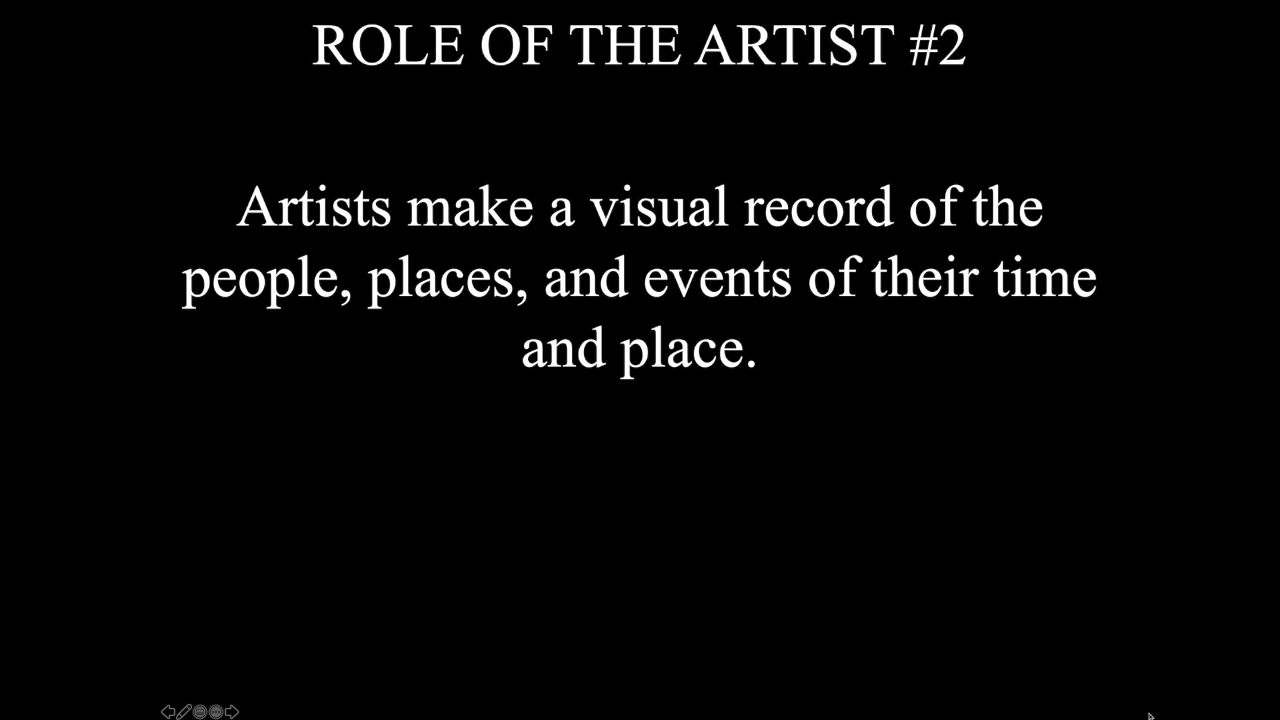 ROLE OF THE ARTIST #2
Artists make a visual record of the
people, places, and events of their time
and place.